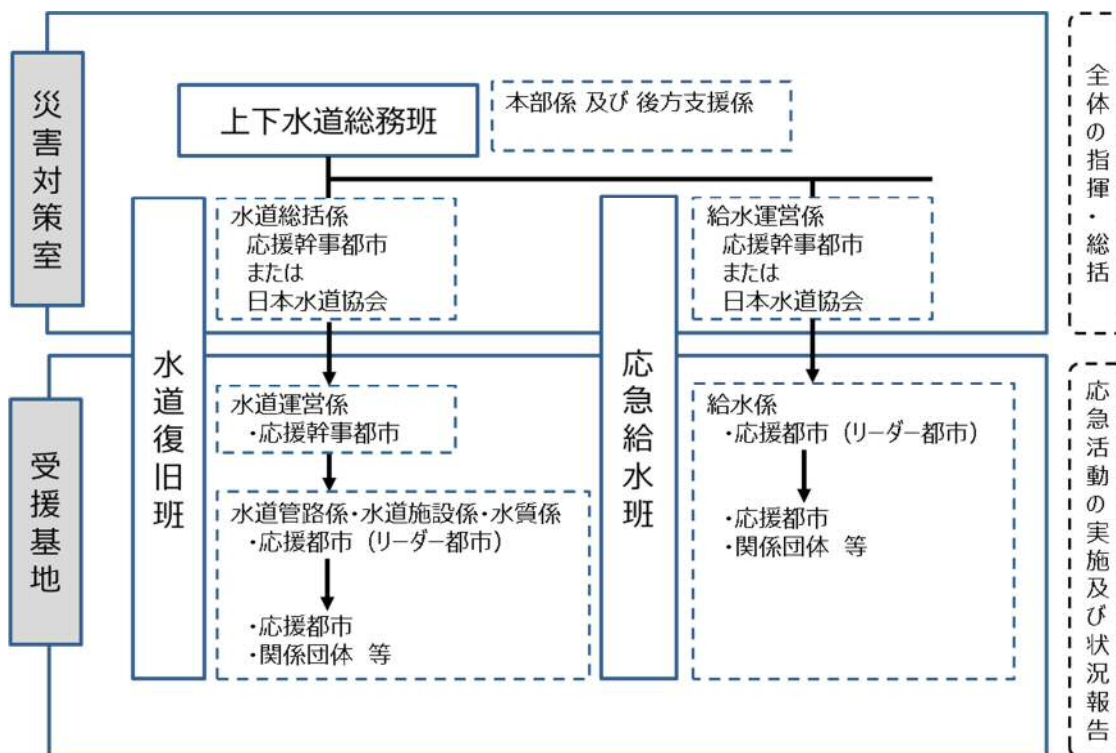 災害対策室
上下水道総務班
本部係 及び 後方支援係
全体の指揮・総括
水道復旧班
水道総括係
応援幹事都市
または
日本水道協会
応急給水班
給水運営係
応援幹事都市
または
日本水道協会
受援基地
水道運営係
・応援幹事都市
水道管路係・水道施設係・水質係
・応援都市（リーダー都市）
・応援都市
・関係団体 等
給水係
・応援都市（リーダー都市）
・応援都市
・関係団体 等
応急活動の実施及び状況報告